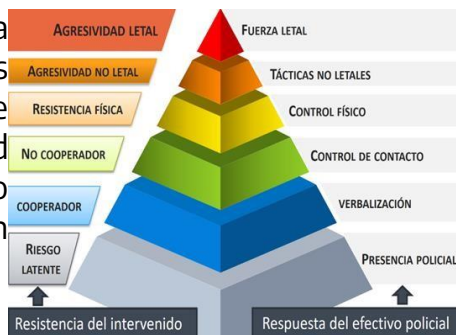 a
AGRESIVIDAD LETAL
FUERZA LETAL
s
AGRESIVIDAD NO LETAL
TÁCTICAS NO LETALES
e
RESISTENCIA FÍSICA
CONTROL FÍSICO
d
NO COOPERADOR
CONTROL DE CONTACTO
o
COOPERADOR
VERBALIZACIÓN
n
RIESGO
LATENTE
PRESENCIA POLICIAL
Resistencia del intervenido
Respuesta del efectivo policial